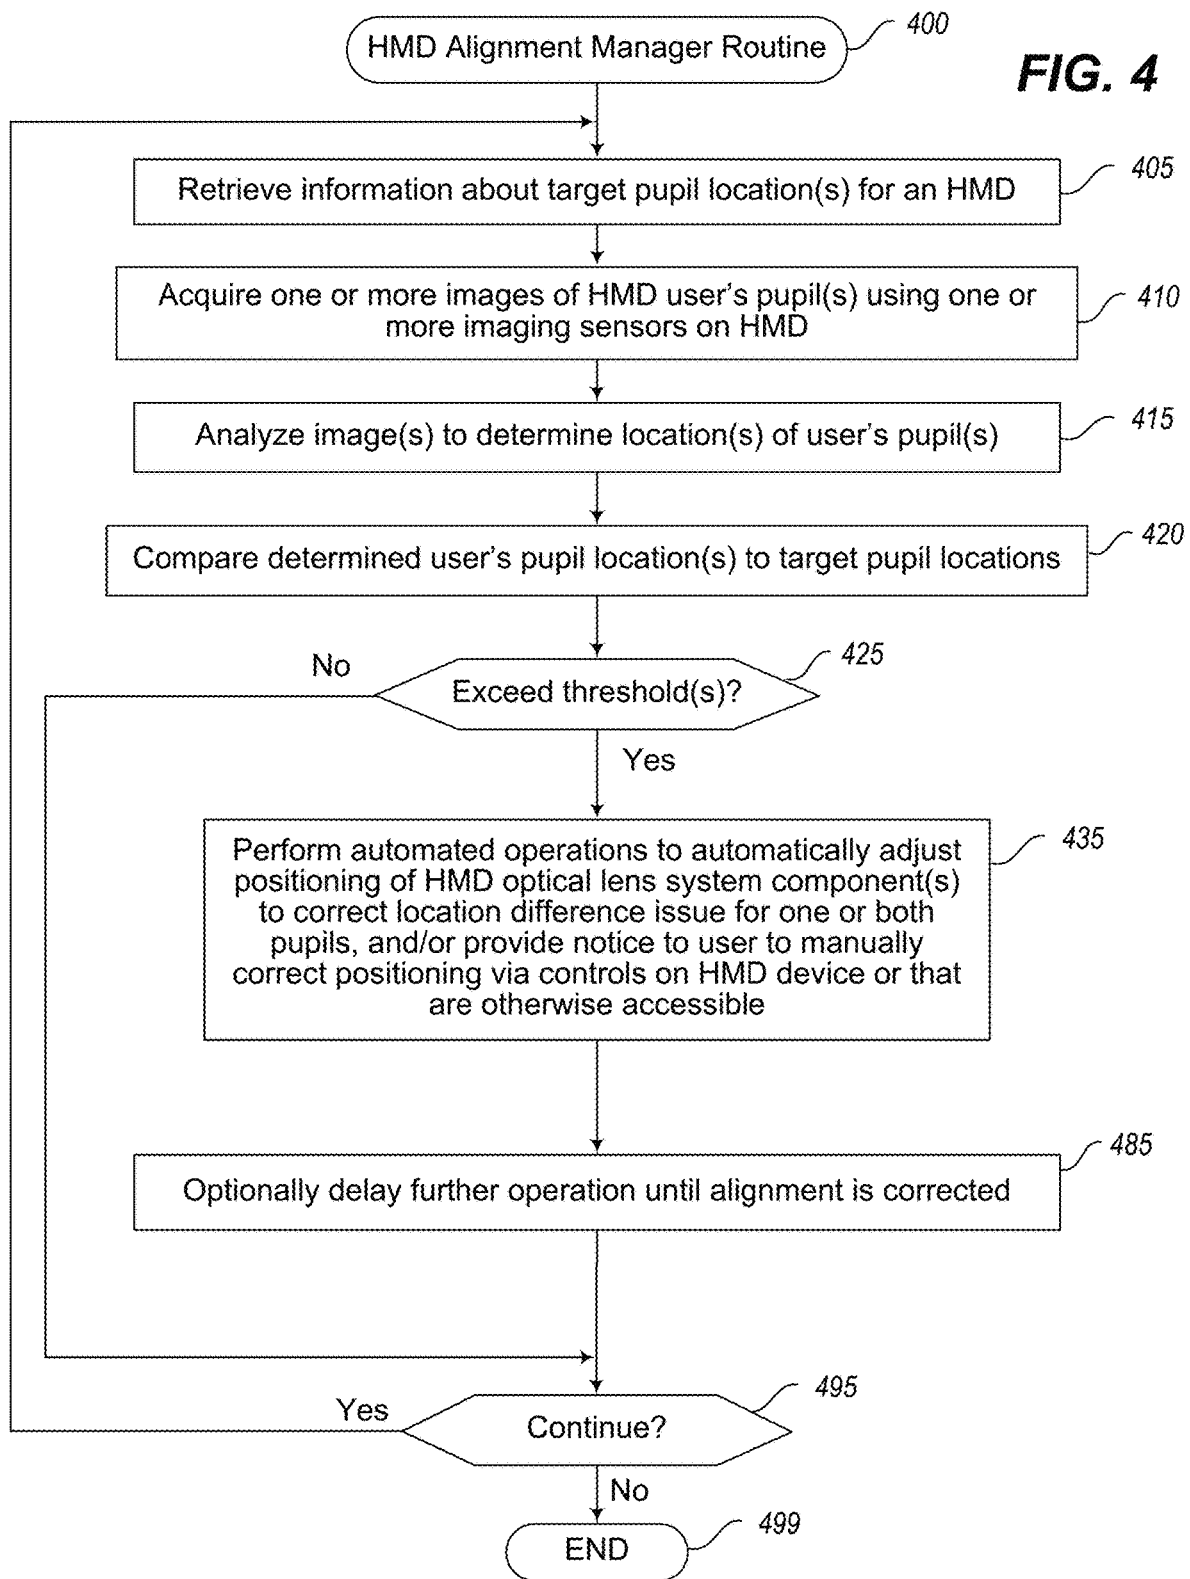 HMD Alignment Manager Routine
400
FIG. 4
Retrieve information about target pupil location(s) for an HMD
405
Acquire one or more images of HMD user's pupil(s) using one or
more imaging sensors on HMD
410
Analyze image(s) to determine location(s) of user's pupil(s)
415
Compare determined user's pupil location(s) to target pupil locations
420
No
Exceed threshold(s)?
425
Yes
Perform automated operations to automatically adjust
positioning of HMD optical lens system component(s)
to correct location difference issue for one or both
pupils, and/or provide notice to user to manually
correct positioning via controls on HMD device or that
are otherwise accessible
435
Optionally delay further operation until alignment is corrected
485
Yes
Continue?
495
No
END
499